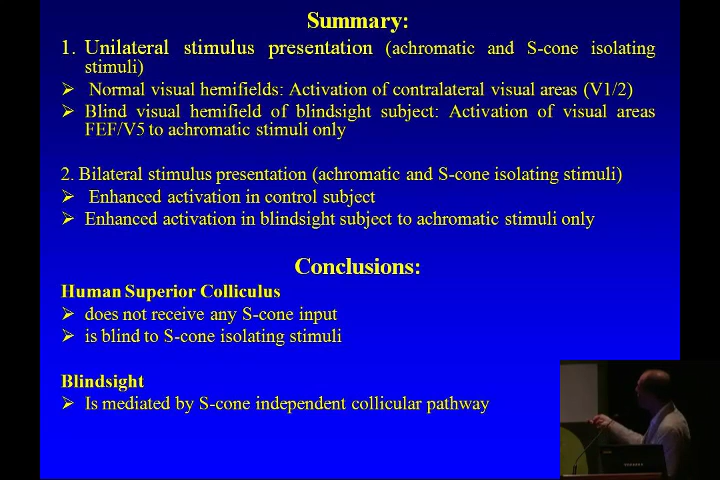 Summary:
1. Unilateral stimulus presentation (achromatic and S-cone isolating
stimuli)
➢ Normal visual hemifields: Activation of contralateral visual areas (V1/2)
➢ Blind visual hemifield of blindsight subject: Activation of visual areas
FEF/V5 to achromatic stimuli only
2. Bilateral stimulus presentation (achromatic and S-cone isolating stimuli)
➢ Enhanced activation in control subject
➢ Enhanced activation in blindsight subject to achromatic stimuli only
Conclusions:
Human Superior Colliculus
➢ does not receive any S-cone input
➢ is blind to S-cone isolating stimuli
Blindsight
➢ Is mediated by S-cone independent collicular pathway